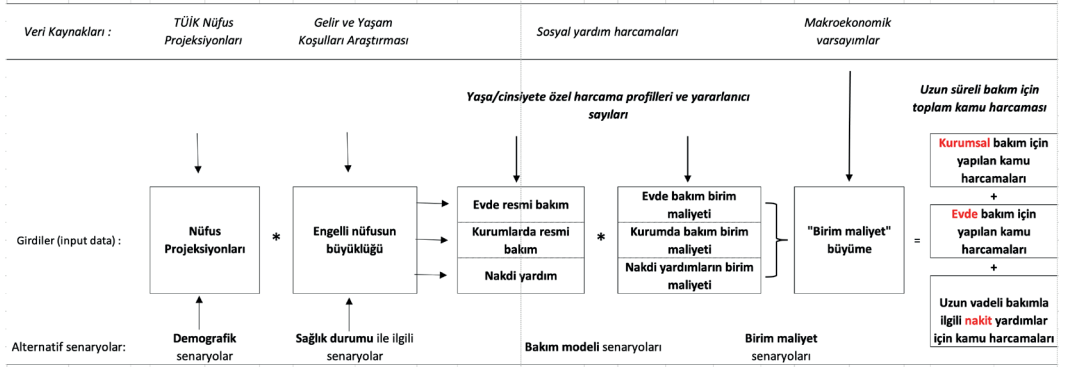 Veri Kaynakları :
TÜİK Nüfus
Projeksiyonları
Gelir ve Yaşam
Koşulları Araştırması
Sosyal yardım harcamaları
Makroekonomik
varsayımlar
Yaşa/cinsiyete özel harcama profilleri ve yararlanıcı
sayıları
Uzun süreli bakım için
toplam kamu harcaması
Girdiler (input data) :
Nüfus
Projeksiyonları
*
Engelli nüfusun
büyüklüğü
Evde resmi bakım
Kurumlarda resmi
bakım
Nakdi yardım
*
Evde bakım birim
maliyeti
Kurumda bakım birim
maliyeti
Nakdi yardımların birim
maliyeti
"Birim maliyet"
büyüme
=
Kurumsal bakım için
yapılan kamu
harcamaları
+
Evde bakım için
yapılan kamu
harcamaları
+
Uzun vadeli bakımla
ilgili nakit yardımlar
için kamu harcamaları
Alternatif senaryolar:
Demografik
senaryolar
Sağlık durumu ile ilgili
senaryolar
Bakım modeli senaryoları
Birim maliyet
senaryoları